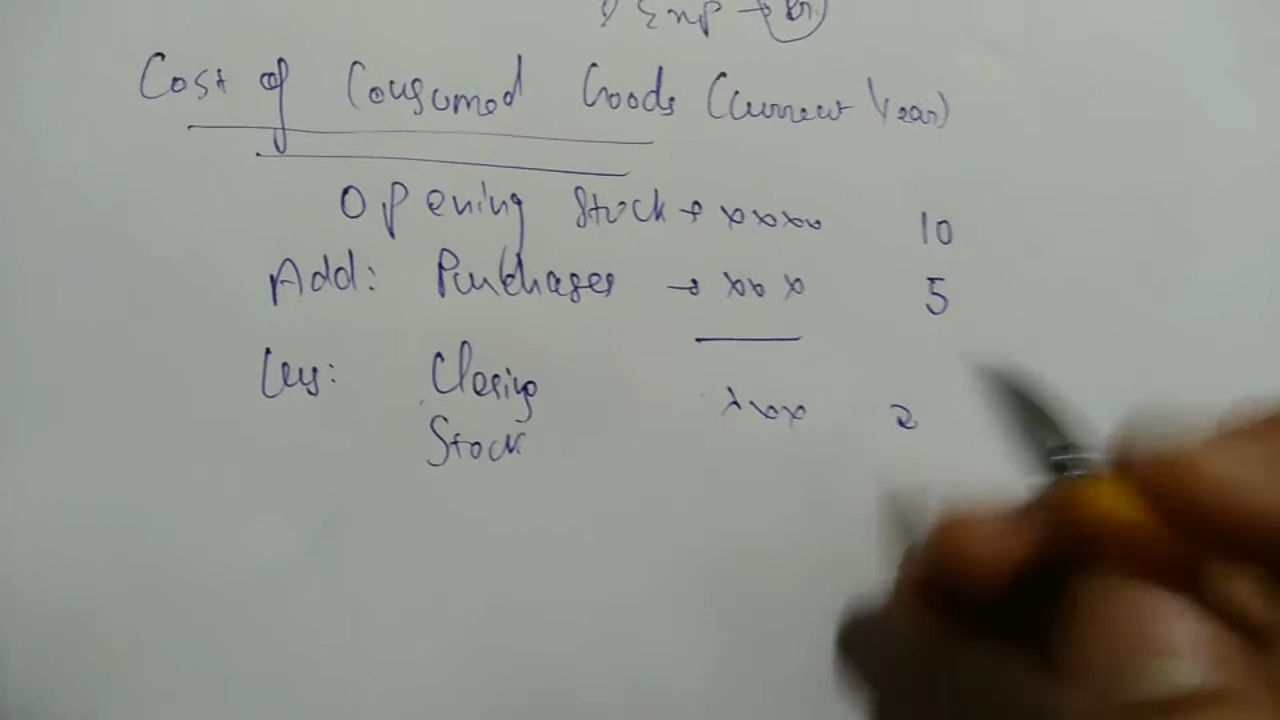 Exp →
Cost of Consumed Goods (Current Year)
Opening Stock → xxxx 10
Add: Purchases → xxx 5
Less: Closing xxx 2
Stock